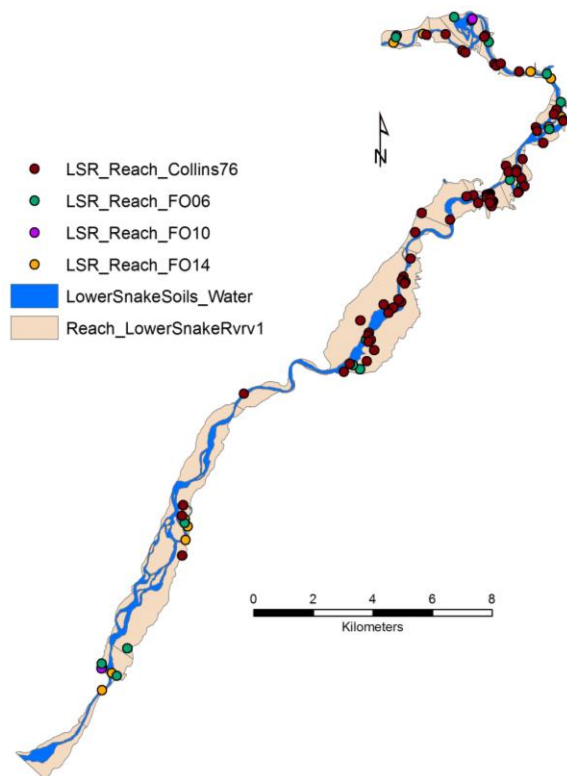 N
LSR_Reach_Collins76
LSR_Reach_FO06
LSR_Reach_FO10
LSR_Reach_FO14
LowerSnakeSoils_Water
Reach_LowerSnakeRvrv1
0 2 4 6 8
Kilometers